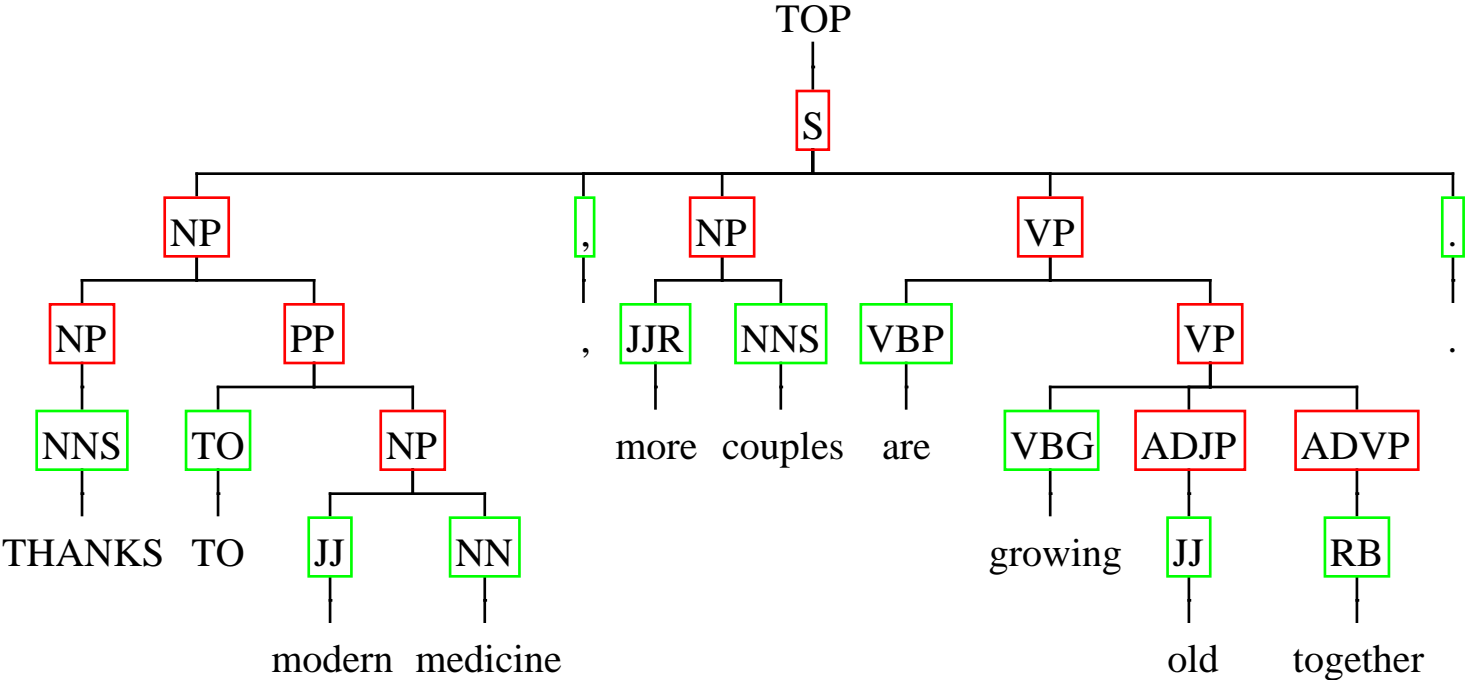 TOP
S
NP , NP VP .
NP PP , JJR NNS VBP VP .
NNS TO NP more couples are VBG ADJP ADVP
THANKS TO JJ NN growing JJ RB
modern medicine old together